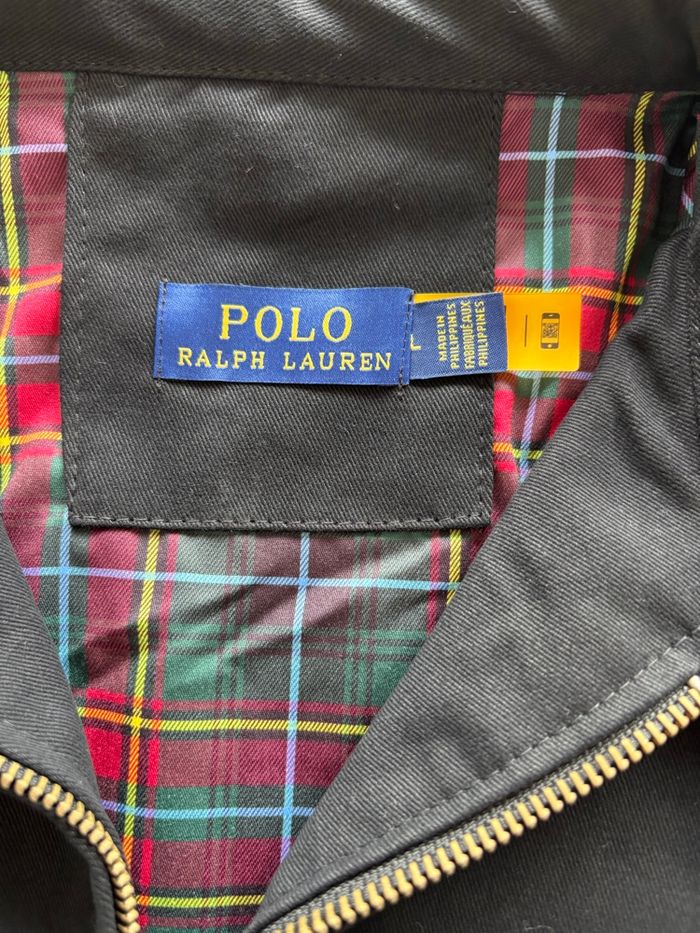 POLO
RALPH LAUREN
L
MADE IN
PHILIPPINES
FABRIQUÉ AUX
PHILIPPINES